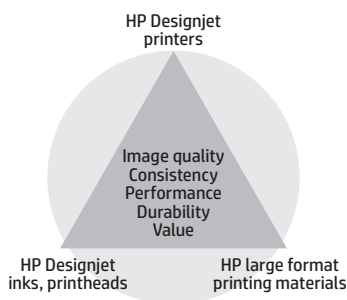 HP Designjet
printers
Image quality
Consistency
Performance
Durability
Value
HP Designjet
inks, printheads
HP large format
printing materials